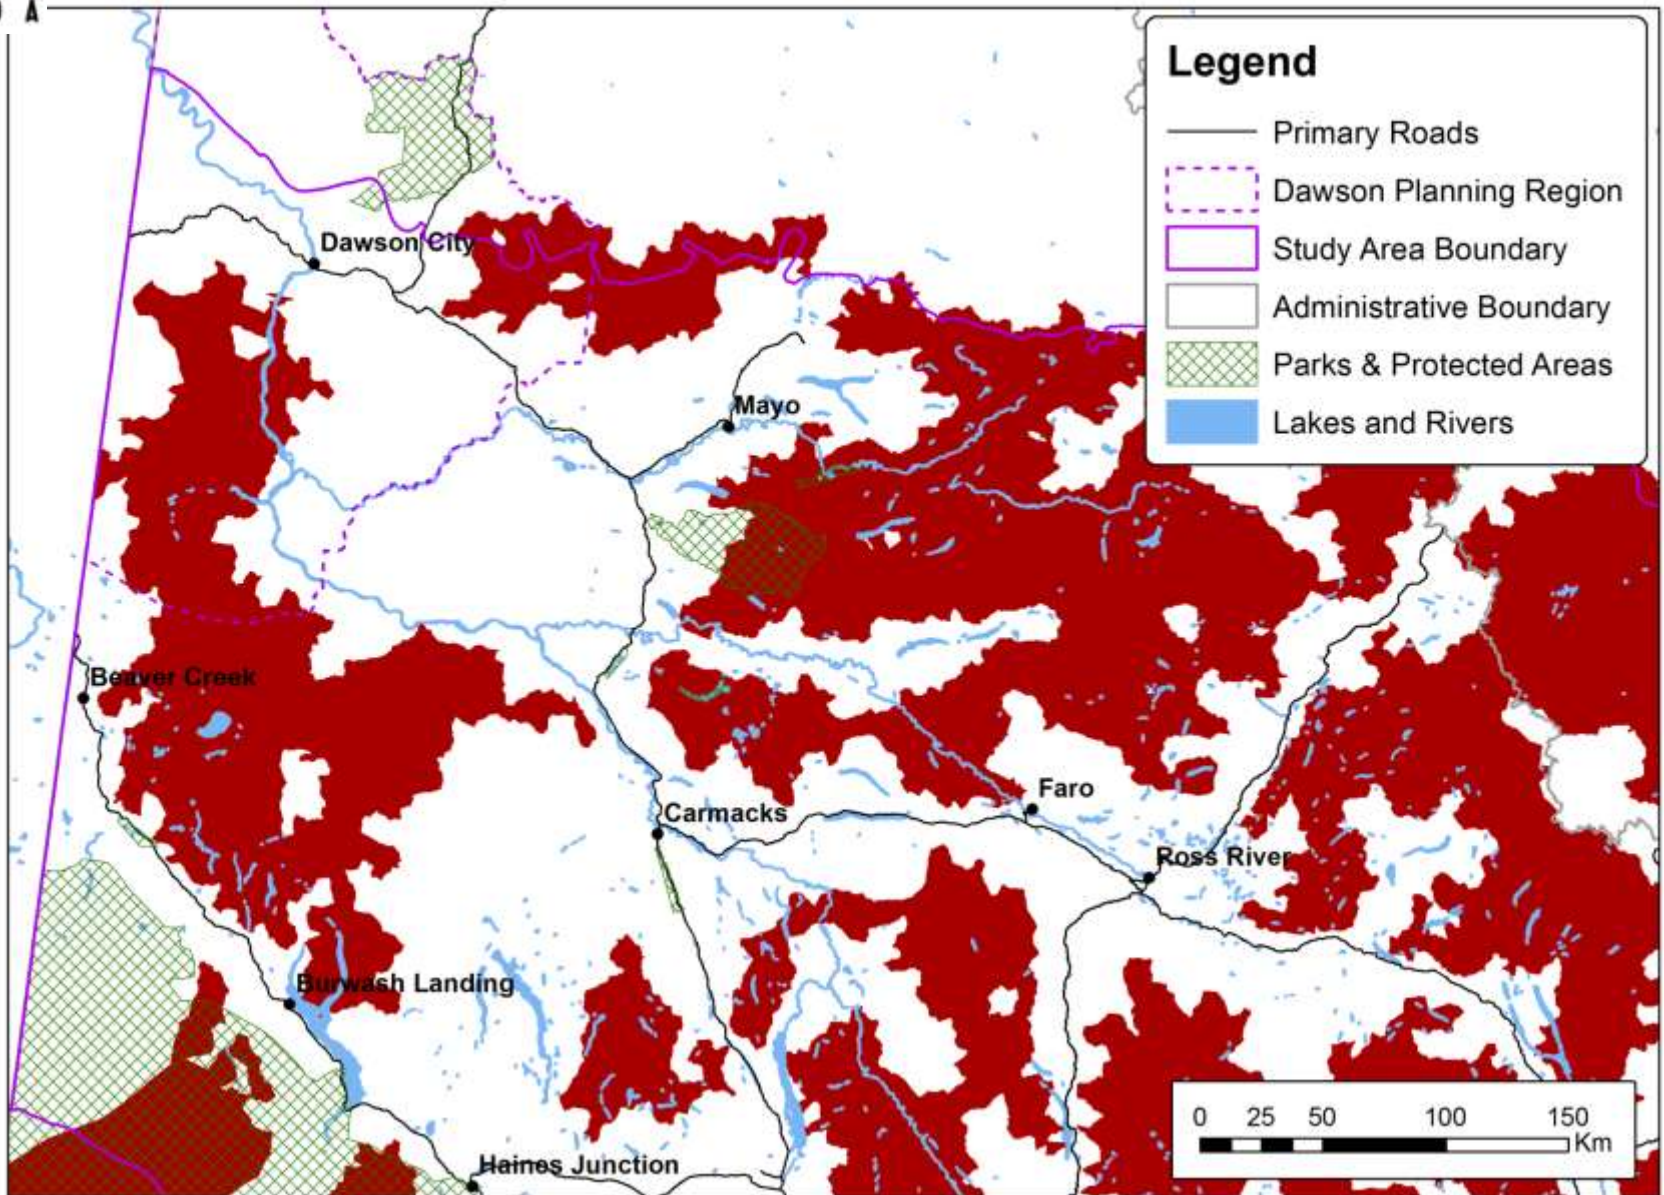 A
Legend
Primary Roads
Dawson Planning Region
Study Area Boundary
Administrative Boundary
Parks & Protected Areas
Lakes and Rivers
Dawson City
Mayo
Beaver Creek
Faro
Carmacks
Ross River
Burwash Landing
Haines Junction
0 25 50 100 150
Km